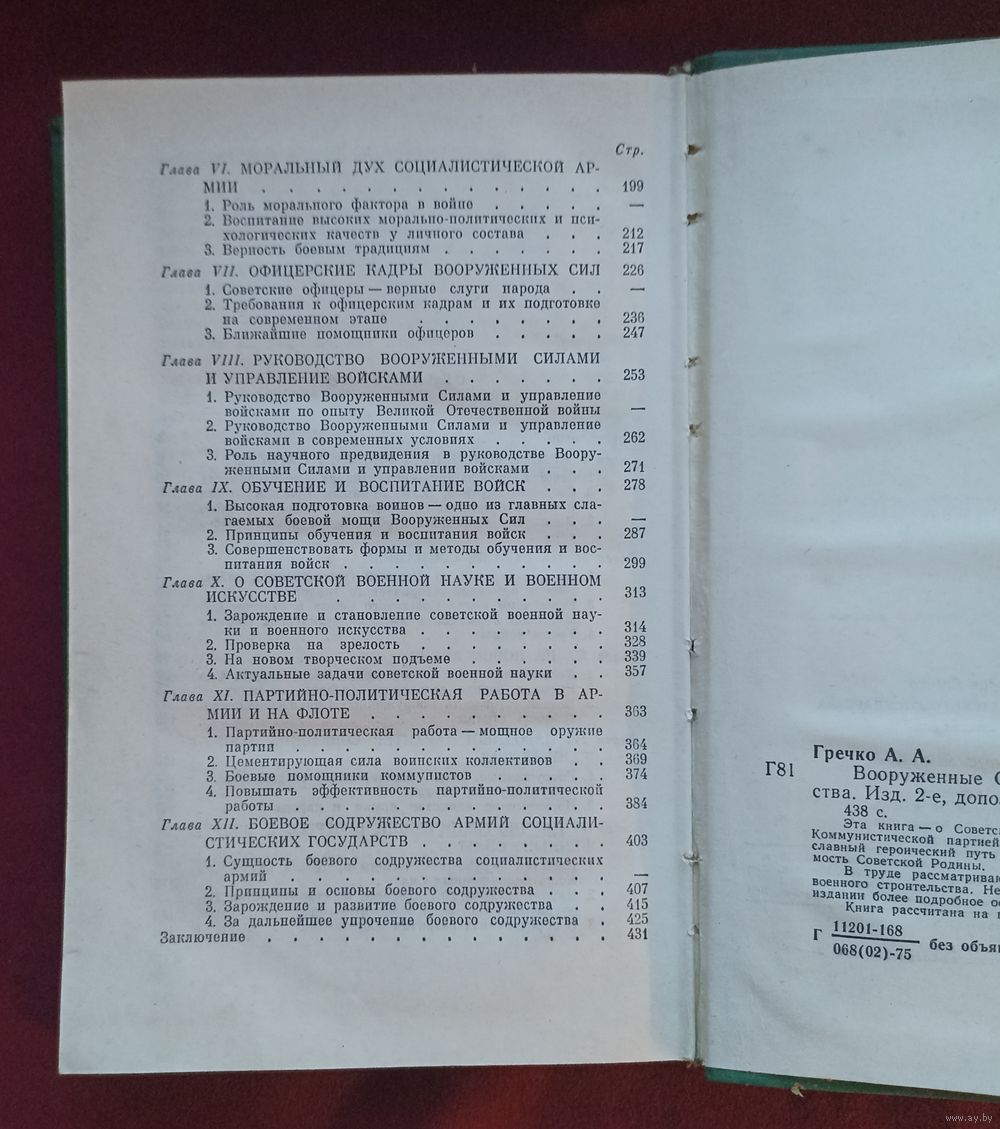 Стр.
Глава VI. МОРАЛЬНЫЙ ДУХ СОЦИАЛИСТИЧЕСКОЙ АР-
МИИ . . . . . . . . . . . . . . 199
1. Роль морального фактора в войне . . . . . —
2. Воспитание высоких морально-политических и пси-
хологических качеств у личного состава . . . 212
3. Верность боевым традициям . . . . . . . 217
Глава VII. ОФИЦЕРСКИЕ КАДРЫ ВООРУЖЕННЫХ СИЛ 226
1. Советские офицеры — верные слуги народа . . —
2. Требования к офицерским кадрам и их подготовке
на современном этапе . . . . . . . . 236
3. Ближайшие помощники офицеров . . . . . 247
Глава VIII. РУКОВОДСТВО ВООРУЖЕННЫМИ СИЛАМИ
И УПРАВЛЕНИЕ ВОЙСКАМИ . . . . . . . 253
1. Руководство Вооруженными Силами и управление
войсками по опыту Великой Отечественной войны —
2. Руководство Вооруженными Силами и управление
войсками в современных условиях . . . . . 262
3. Роль научного предвидения в руководстве Воору-
женными Силами и управлении войсками . . . 271
Глава IX. ОБУЧЕНИЕ И ВОСПИТАНИЕ ВОЙСК . . . 278
1. Высокая подготовка воинов — одно из главных сла-
гаемых боевой мощи Вооруженных Сил . . . —
2. Принципы обучения и воспитания войск . . . 287
3. Совершенствовать формы и методы обучения и вос-
питания войск . . . . . . . . . . . 299
Глава X. О СОВЕТСКОЙ ВОЕННОЙ НАУКЕ И ВОЕННОМ
ИСКУССТВЕ . . . . . . . . . . . 313
1. Зарождение и становление советской военной нау-
ки и военного искусства . . . . . . . . 314
2. Проверка на зрелость . . . . . . . . 328
3. На новом творческом подъеме . . . . . . 339
4. Актуальные задачи советской военной науки . . 357
Глава XI. ПАРТИЙНО-ПОЛИТИЧЕСКАЯ РАБОТА В АР-
МИИ И НА ФЛОТЕ . . . . . . . . . . 363
1. Партийно-политическая работа — мощное оружие
партии . . . . . . . . . . . . . 364
2. Цементирующая сила воинских коллективов . . 369
3. Боевые помощники коммунистов . . . . . 374
4. Повышать эффективность партийно-политической
работы . . . . . . . . . . . . . 384
Глава XII. БОЕВОЕ СОДРУЖЕСТВО АРМИЙ СОЦИАЛИ-
СТИЧЕСКИХ ГОСУДАРСТВ . . . . . . . . 403
1. Сущность боевого содружества социалистических
армий . . . . . . . . . . . . . —
2. Принципы и основы боевого содружества . . . 407
3. Зарождение и развитие боевого содружества . . 415
4. За дальнейшее упрочение боевого содружества . 425
Заключение . . . . . . . . . . . . . . 431
Гречко А. А.
Г81 Вооруженные С
ства. Изд. 2-е, допо
438 с.
Эта книга — о Советс
Коммунистической партией
славный героический путь
мость Советской Родины.
В труде рассматрива
военного строительства. Не
издании более подробное о
Книга рассчитана на
Г 11201-168
068(02)-75 без объя
www.ay.by